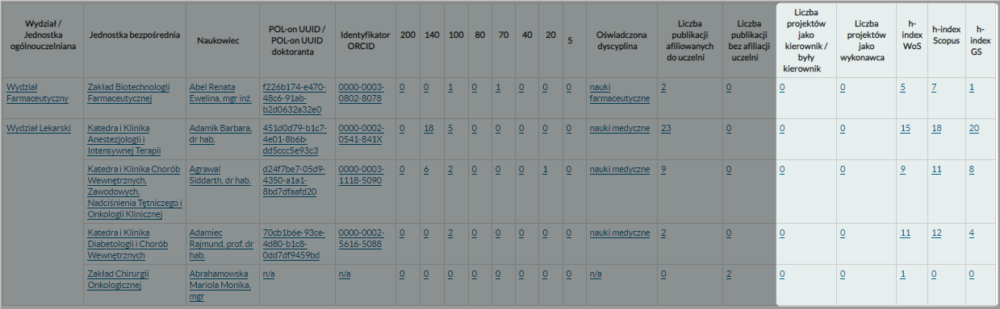 Wydział / Jednostka ogólnouczelniana
Jednostka bezpośrednia
Naukowiec
POL-on UUID / POL-on UUID doktoranta
Identyfikator ORCID
200
140
100
80
70
40
20
5
Oświadczona dyscyplina
Liczba publikacji afiliowanych do uczelni
Liczba publikacji bez afiliacji uczelni
Liczba projektów jako kierownik / były kierownik
Liczba projektów jako wykonawca
h-index WoS
h-index Scopus
h-index GS
Wydział Farmaceutyczny
Zakład Biotechnologii Farmaceutycznej
Abel Renata Ewelina, mgr inż.
f226b174-e470-48c6-91ab-b2d0632a32e0
0000-0003-0802-8078
0 0 1 0 1 0 0 0
nauki farmaceutyczne
2 0 0 0 5 7 1
Wydział Lekarski
Katedra i Klinika Anestezjologii i Intensywnej Terapii
Adamik Barbara, dr hab.
451d0d79-b1c7-4e01-8b6b-dd5ccc5e93c3
0000-0002-0541-841X
0 18 5 0 0 0 0 0
nauki medyczne
23 0 0 0 15 18 20
Katedra i Klinika Chorób Wewnętrznych, Zawodowych, Nadciśnienia Tętniczego i Onkologii Klinicznej
Agrawal Siddarth, dr hab.
d24f7be7-05d9-4350-a1a1-8bd7dfaafd20
0000-0003-1118-5090
0 6 2 0 0 0 1 0
nauki medyczne
9 0 0 0 9 11 8
Katedra i Klinika Diabetologii i Chorób Wewnętrznych
Adamiec Rajmund, prof. dr hab.
70cb1b6e-93ce-4d80-b1c8-0dd7df9459bd
0000-0002-5616-5088
0 0 2 0 0 0 0 0
nauki medyczne
2 0 0 0 11 12 4
Zakład Chirurgii Onkologicznej
Abrahamowska Mariola Monika, mgr
n/a
n/a
0 0 0 0 0 0 0 0
n/a
0 2 0 0 1 0 0